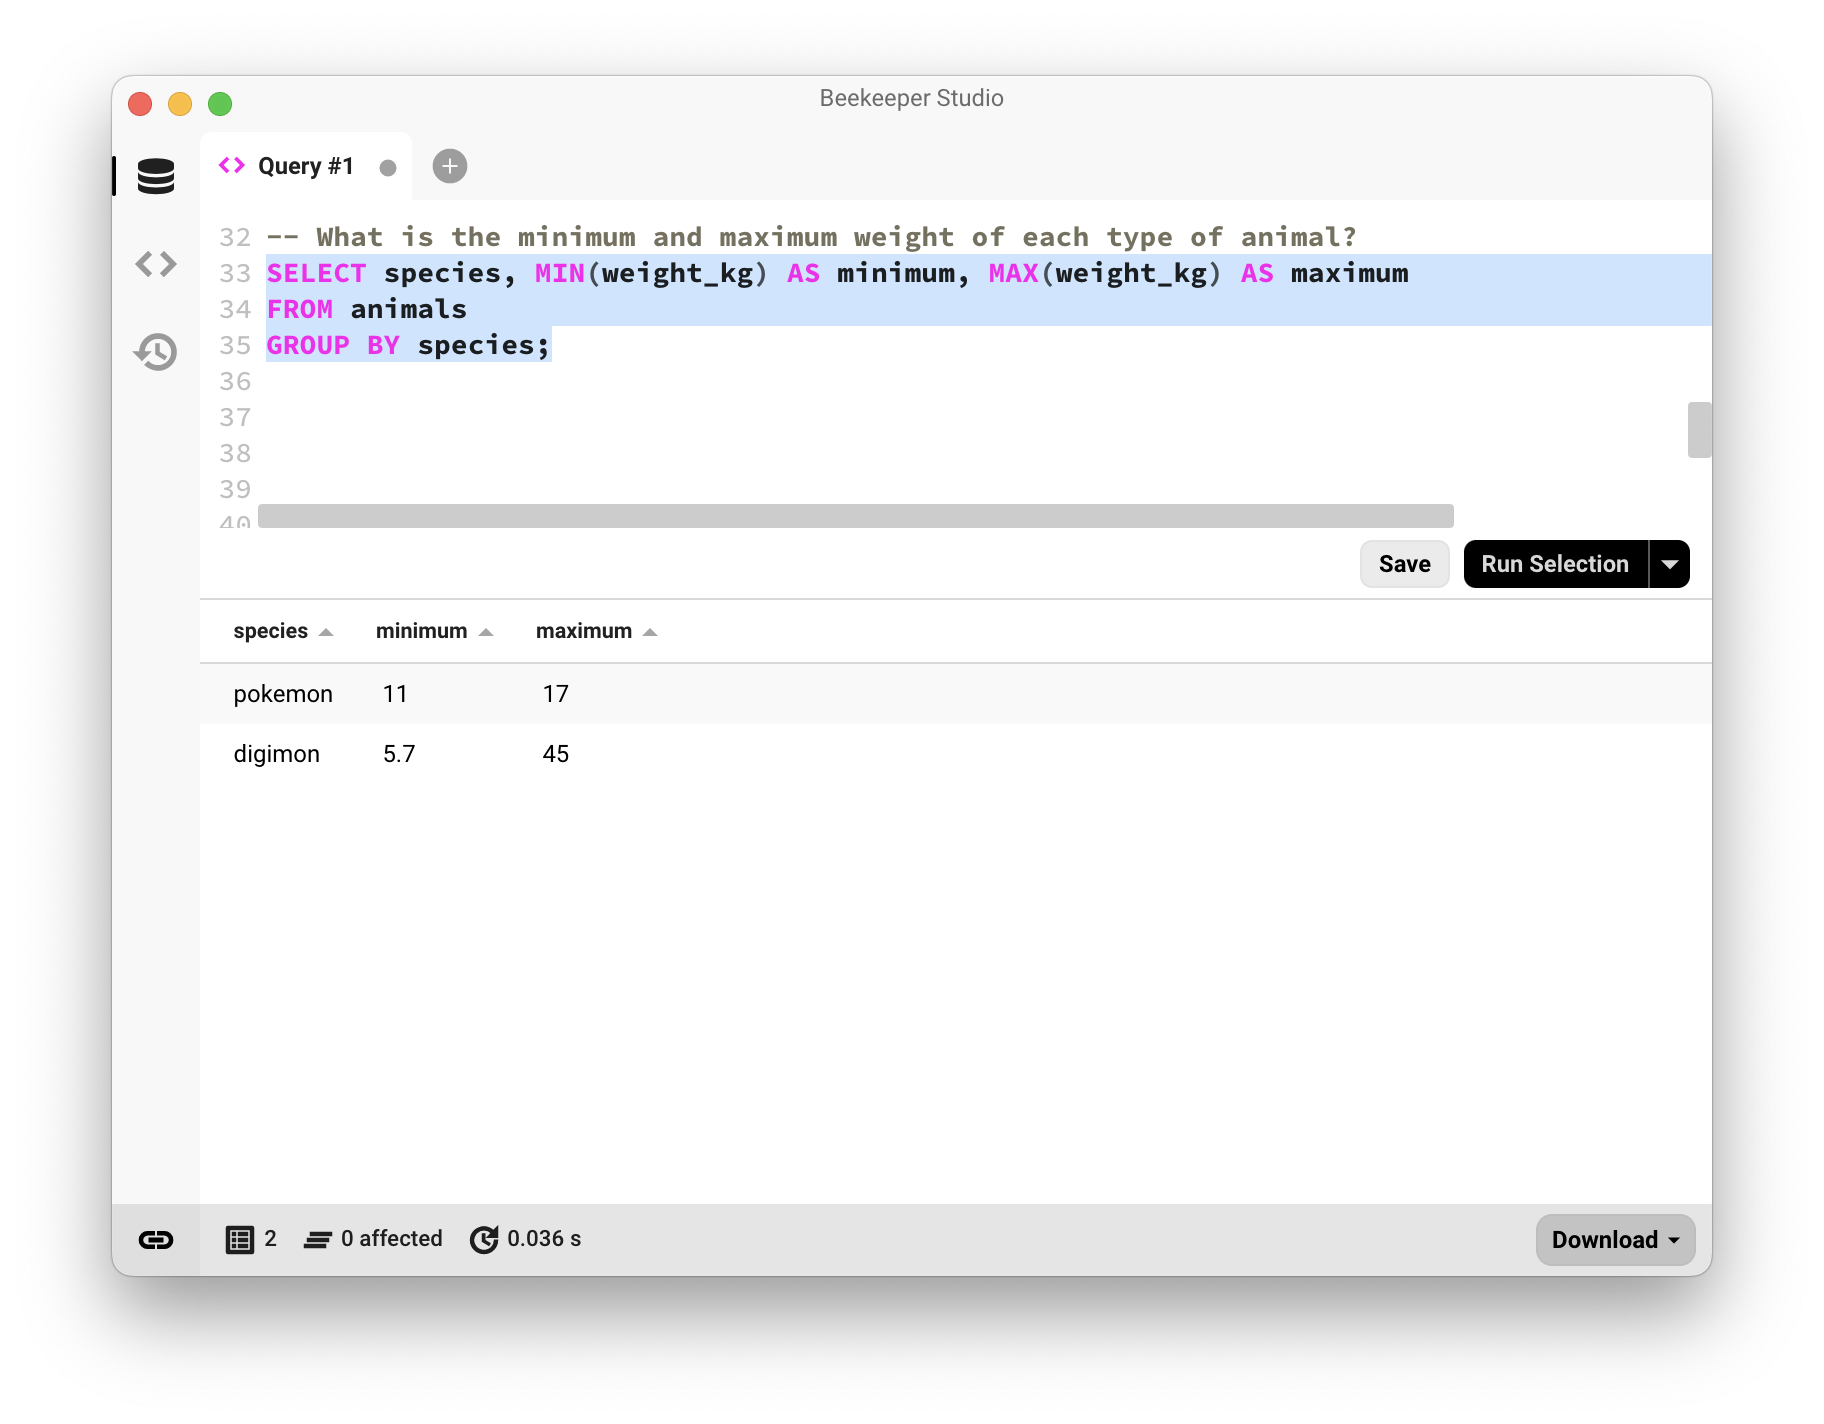 Beekeeper Studio
Query #1
32 -- What is the minimum and maximum weight of each type of animal?
33 SELECT species, MIN(weight_kg) AS minimum, MAX(weight_kg) AS maximum
34 FROM animals
35 GROUP BY species;
36
37
38
39
40
Save Run Selection
species minimum maximum
pokemon 11 17
digimon 5.7 45
2 0 affected 0.036 s Download